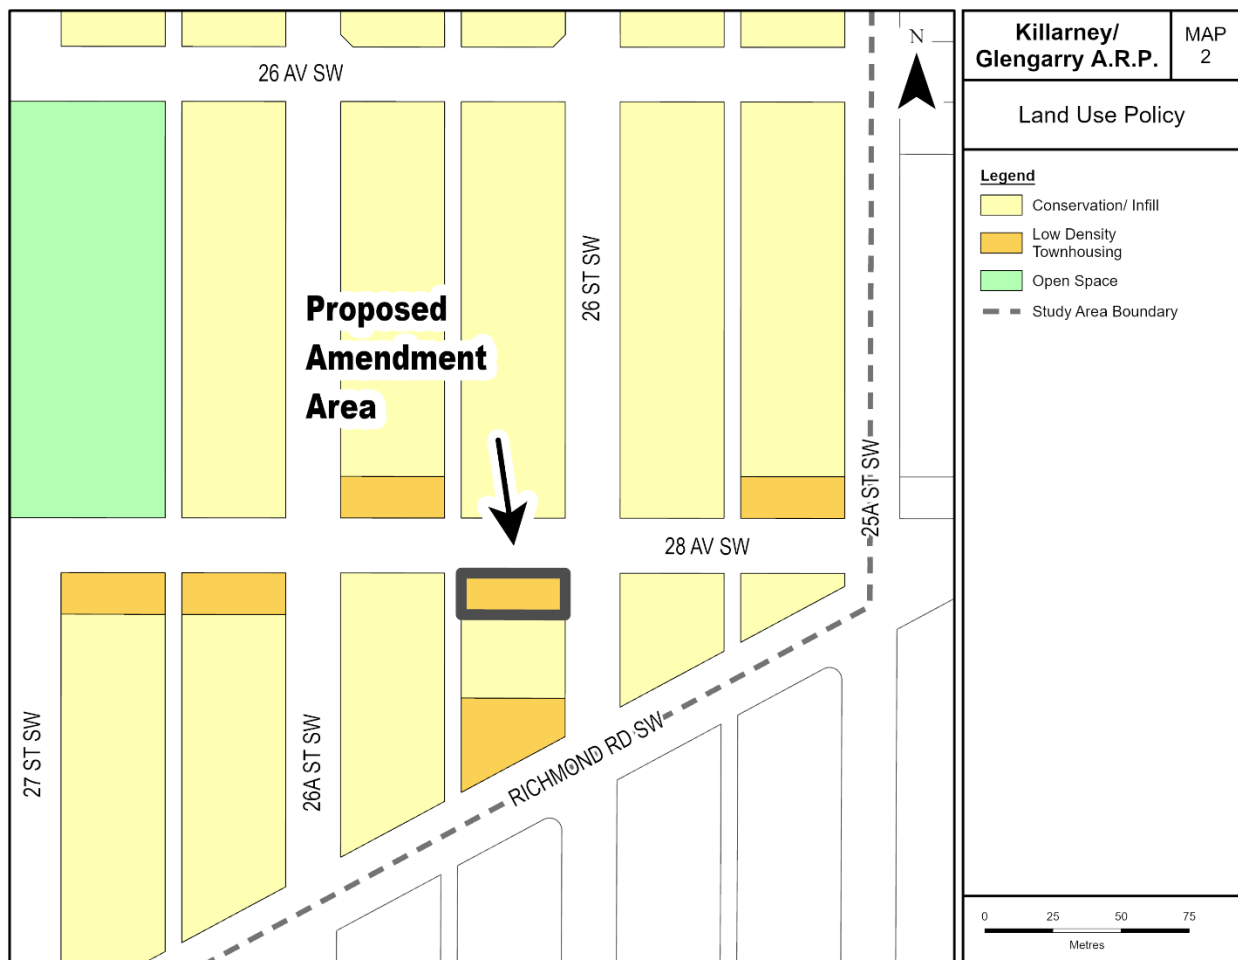 Killarney/
Glengarry A.R.P.
MAP
2
Land Use Policy
Legend
Conservation/ Infill
Low Density
Townhousing
Open Space
Study Area Boundary
N
26 AV SW
26 ST SW
Proposed
Amendment
Area
25A ST SW
28 AV SW
27 ST SW
26A ST SW
RICHMOND RD SW
0 25 50 75
Metres